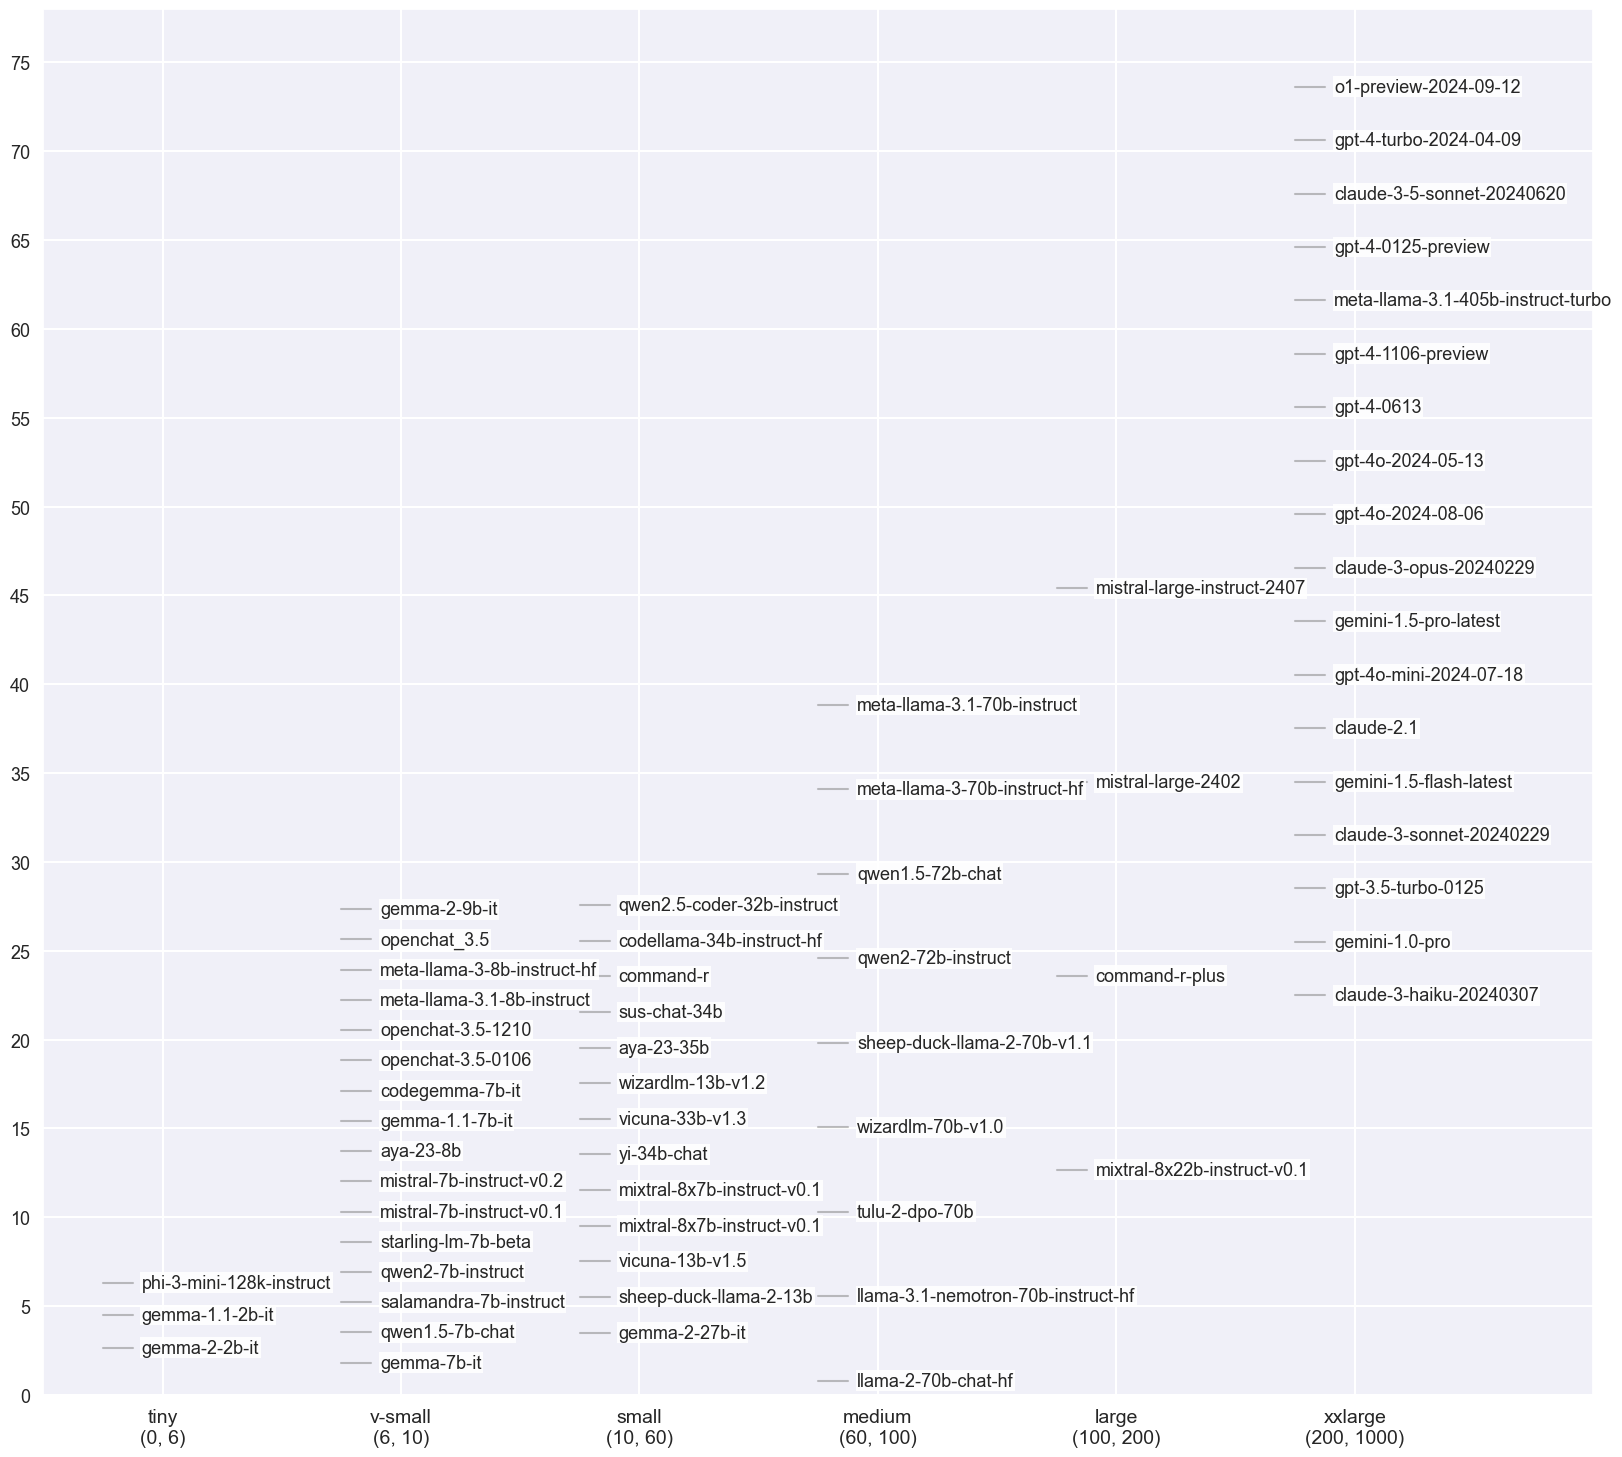 75
70
65
60
55
50
45
40
35
30
25
20
15
10
5
0
phi-3-mini-128k-instruct
gemma-1.1-2b-it
gemma-2-2b-it
gemma-2-9b-it
openchat_3.5
meta-llama-3-8b-instruct-hf
meta-llama-3.1-8b-instruct
openchat-3.5-1210
openchat-3.5-0106
codegemma-7b-it
gemma-1.1-7b-it
aya-23-8b
mistral-7b-instruct-v0.2
mistral-7b-instruct-v0.1
starling-lm-7b-beta
qwen2-7b-instruct
salamandra-7b-instruct
qwen1.5-7b-chat
gemma-7b-it
qwen2.5-coder-32b-instruct
codellama-34b-instruct-hf
command-r
sus-chat-34b
aya-23-35b
wizardlm-13b-v1.2
vicuna-33b-v1.3
yi-34b-chat
mixtral-8x7b-instruct-v0.1
mixtral-8x7b-instruct-v0.1
vicuna-13b-v1.5
sheep-duck-llama-2-13b
gemma-2-27b-it
meta-llama-3.1-70b-instruct
meta-llama-3-70b-instruct-hf
qwen1.5-72b-chat
qwen2-72b-instruct
sheep-duck-llama-2-70b-v1.1
wizardlm-70b-v1.0
tulu-2-dpo-70b
llama-3.1-nemotron-70b-instruct-hf
llama-2-70b-chat-hf
mistral-large-instruct-2407
mistral-large-2402
command-r-plus
mixtral-8x22b-instruct-v0.1
o1-preview-2024-09-12
gpt-4-turbo-2024-04-09
claude-3-5-sonnet-20240620
gpt-4-0125-preview
meta-llama-3.1-405b-instruct-turbo
gpt-4-1106-preview
gpt-4-0613
gpt-4o-2024-05-13
gpt-4o-2024-08-06
claude-3-opus-20240229
gemini-1.5-pro-latest
gpt-4o-mini-2024-07-18
claude-2.1
gemini-1.5-flash-latest
claude-3-sonnet-20240229
gpt-3.5-turbo-0125
gemini-1.0-pro
claude-3-haiku-20240307
tiny
(0, 6)
v-small
(6, 10)
small
(10, 60)
medium
(60, 100)
large
(100, 200)
xxlarge
(200, 1000)